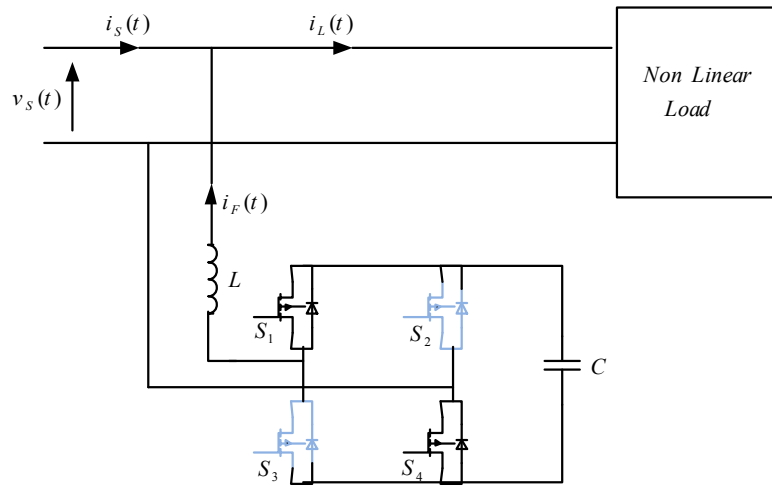 i_S(t)
i_L(t)
Non Linear
Load
v_S(t)
i_F(t)
L
S_1
S_2
C
S_3
S_4